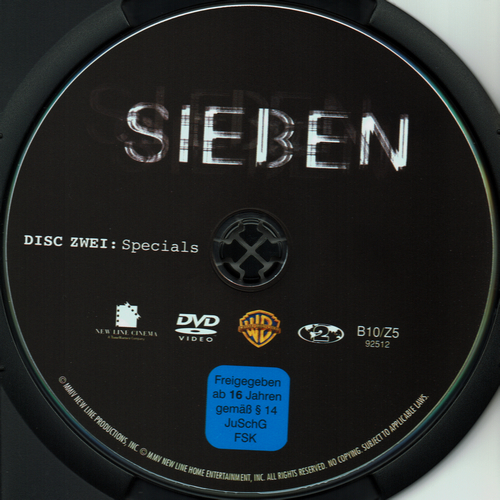 SIEBEN
DISC ZWEI: Specials
NEW LINE CINEMA
DVD
VIDEO
2
B10/Z5
92512
Freigegeben
ab 16 Jahren
gemäß § 14
JuSchG
FSK
© MMV NEW LINE PRODUCTIONS, INC. © MMV NEW LINE HOME ENTERTAINMENT, INC. ALL RIGHTS RESERVED. NO COPYING. SUBJECT TO APPLICABLE LAWS.